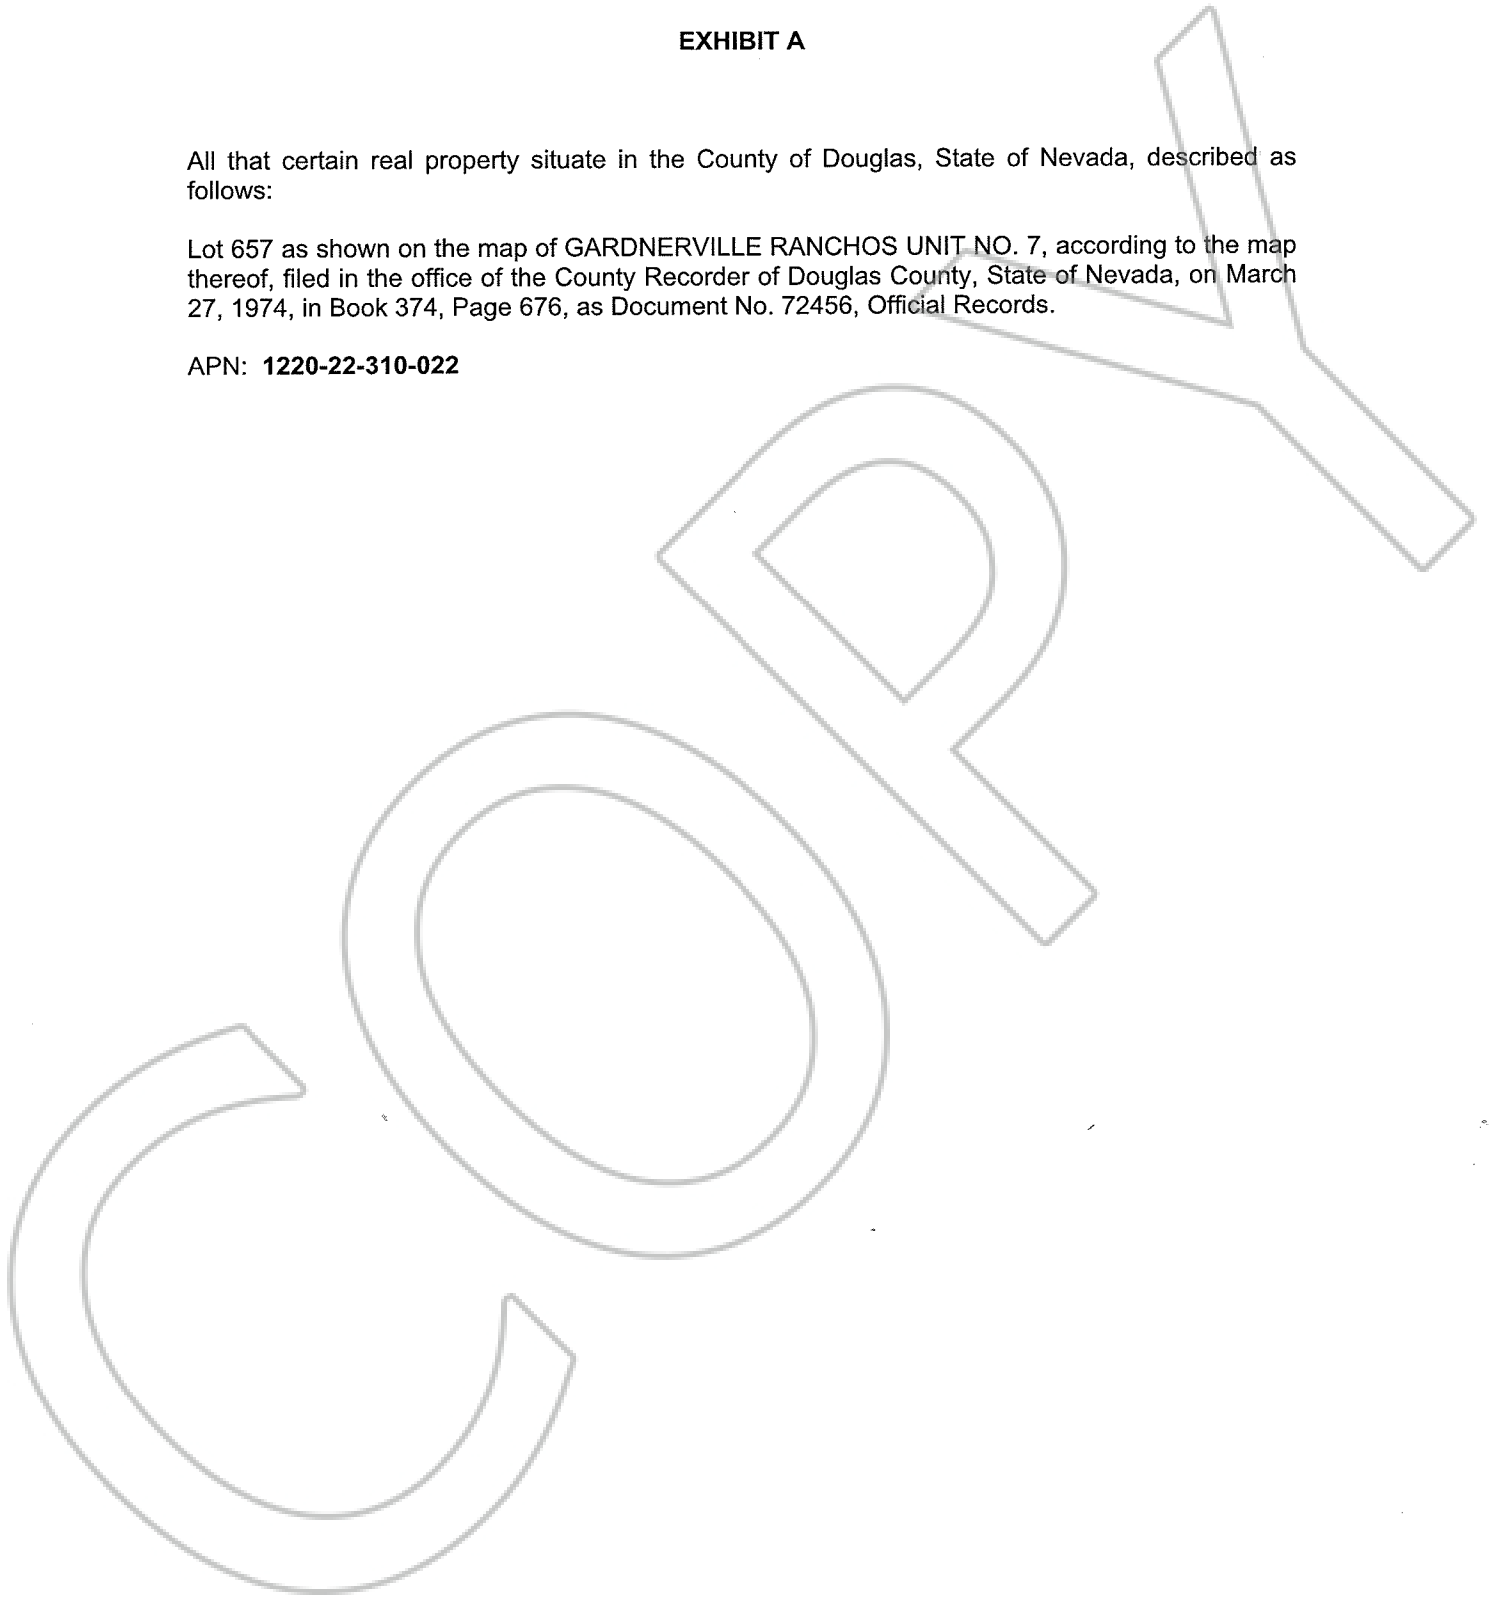 EXHIBIT A
All that certain real property situate in the County of Douglas, State of Nevada, described as
follows:
Lot 657 as shown on the map of GARDNERVILLE RANCHOS UNIT NO. 7, according to the map
thereof, filed in the office of the County Recorder of Douglas County, State of Nevada, on March
27, 1974, in Book 374, Page 676, as Document No. 72456, Official Records.
APN: 1220-22-310-022
COPY